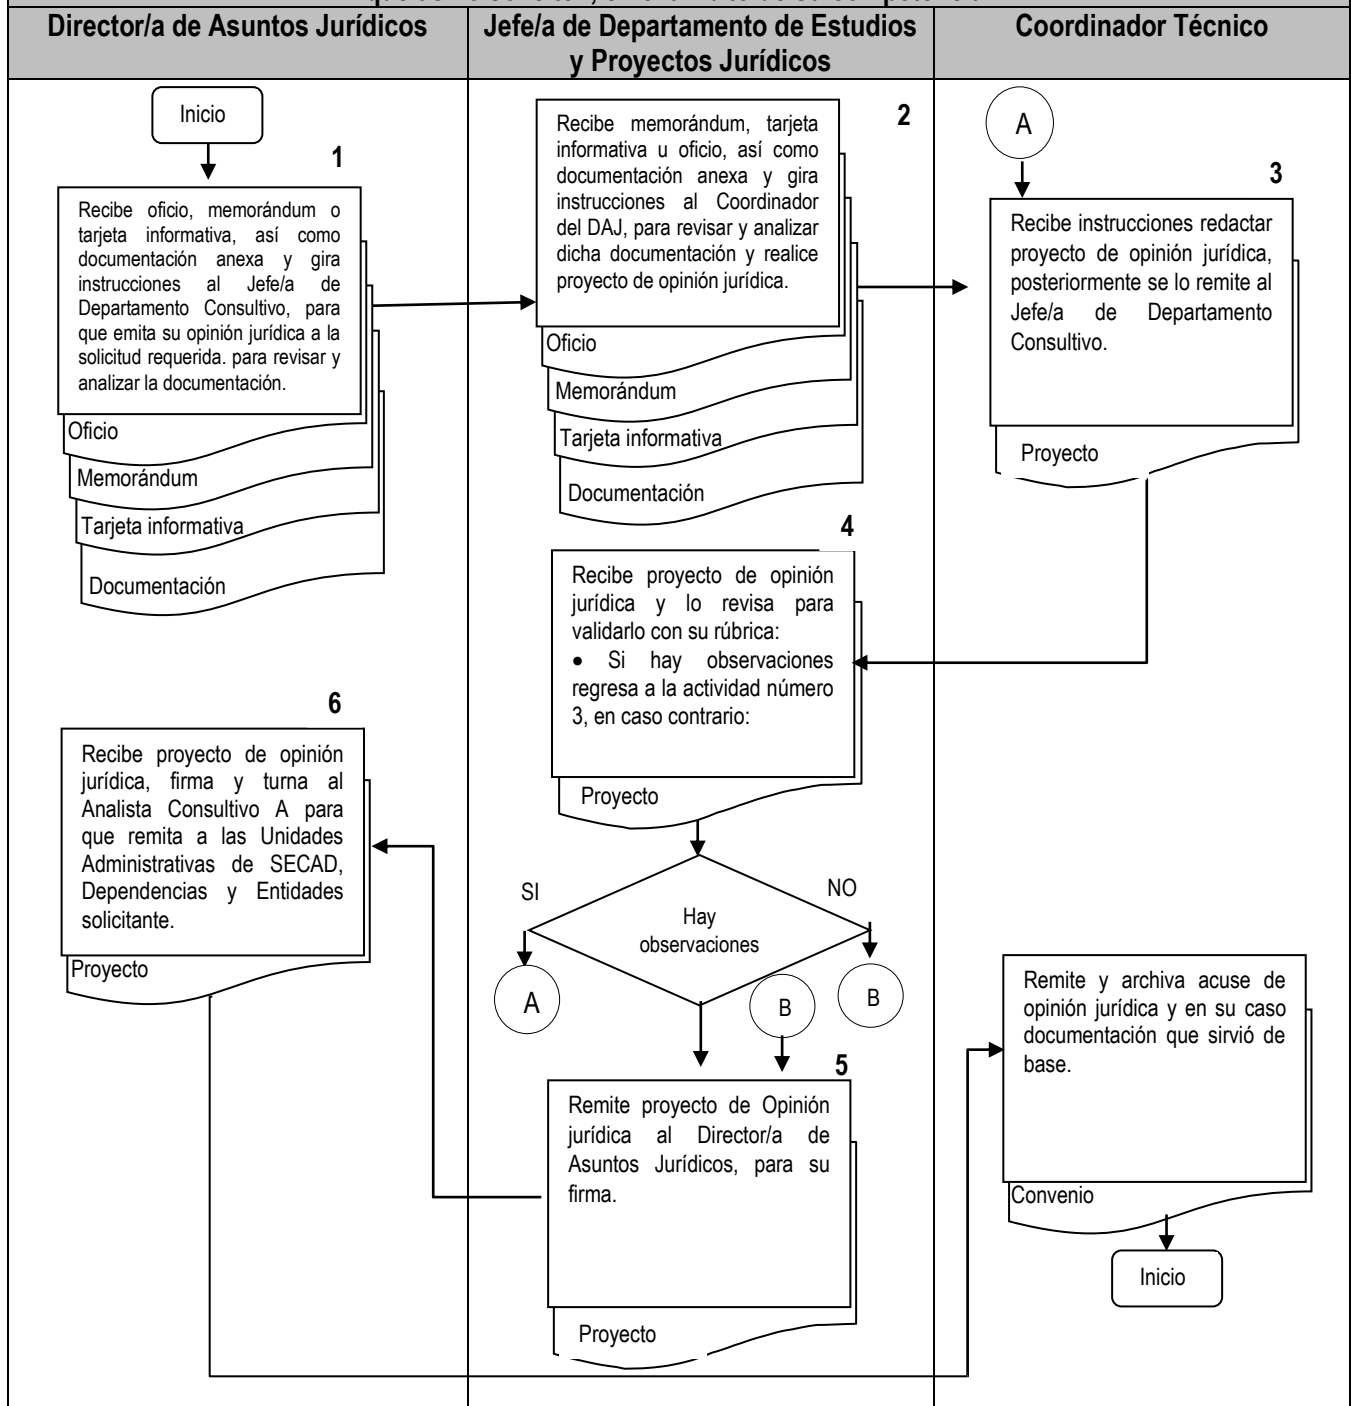 Director/a de Asuntos Jurídicos
Jefe/a de Departamento de Estudios
y Proyectos Jurídicos
Coordinador Técnico
Inicio
1
Recibe oficio, memorándum o
tarjeta informativa, así como
documentación anexa y gira
instrucciones al Jefe/a de
Departamento Consultivo, para
que emita su opinión jurídica a la
solicitud requerida. para revisar y
analizar la documentación.
Oficio
Memorándum
Tarjeta informativa
Documentación
2
Recibe memorándum, tarjeta
informativa u oficio, así como
documentación anexa y gira
instrucciones al Coordinador
del DAJ, para revisar y analizar
dicha documentación y realice
proyecto de opinión jurídica.
Oficio
Memorándum
Tarjeta informativa
Documentación
A
3
Recibe instrucciones redactar
proyecto de opinión jurídica,
posteriormente se lo remite al
Jefe/a de Departamento
Consultivo.
Proyecto
4
Recibe proyecto de opinión
jurídica y lo revisa para
validarlo con su rúbrica:
• Si hay observaciones
regresa a la actividad número
3, en caso contrario:
Proyecto
SI
NO
Hay
observaciones
A
B
B
5
Remite proyecto de Opinión
jurídica al Director/a de
Asuntos Jurídicos, para su
firma.
Proyecto
6
Recibe proyecto de opinión
jurídica, firma y turna al
Analista Consultivo A para
que remita a las Unidades
Administrativas de SECAD,
Dependencias y Entidades
solicitante.
Proyecto
Remite y archiva acuse de
opinión jurídica y en su caso
documentación que sirvió de
base.
Convenio
Inicio